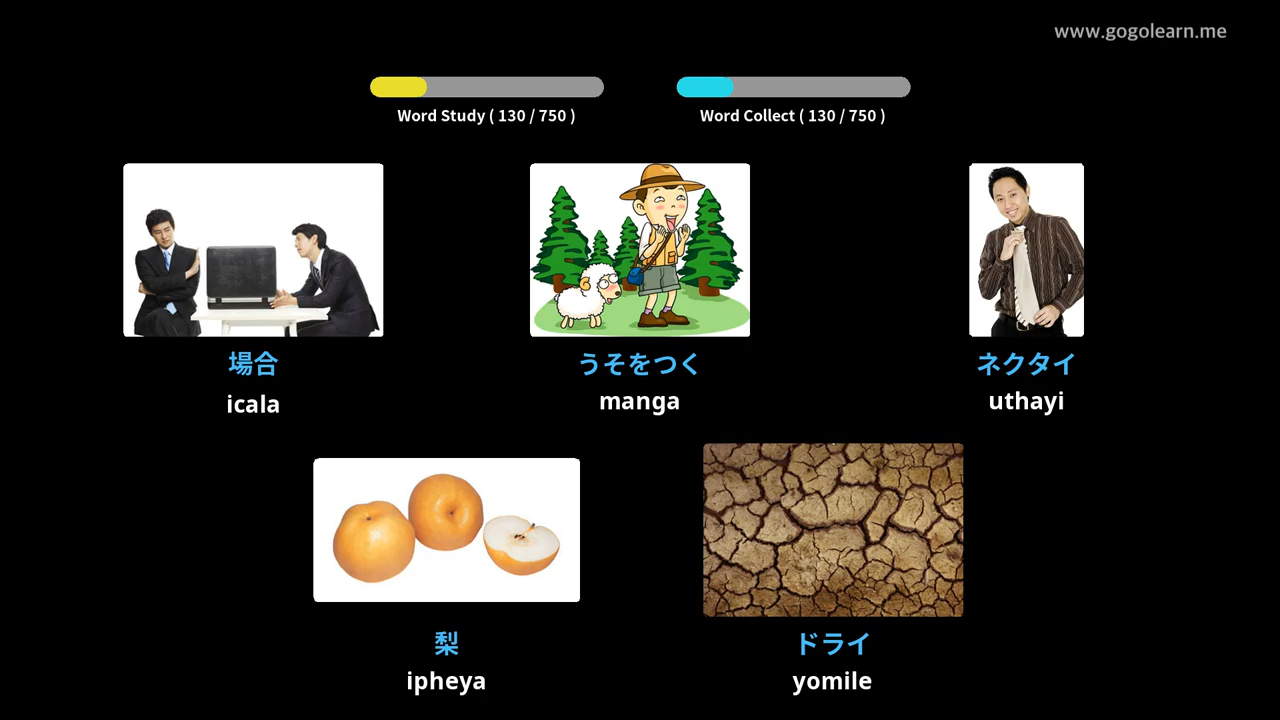 www.gogolearn.me
Word Study ( 130 / 750 )
Word Collect ( 130 / 750 )
場合
icala
うそをつく
manga
ネクタイ
uthayi
梨
ipheya
ドライ
yomile